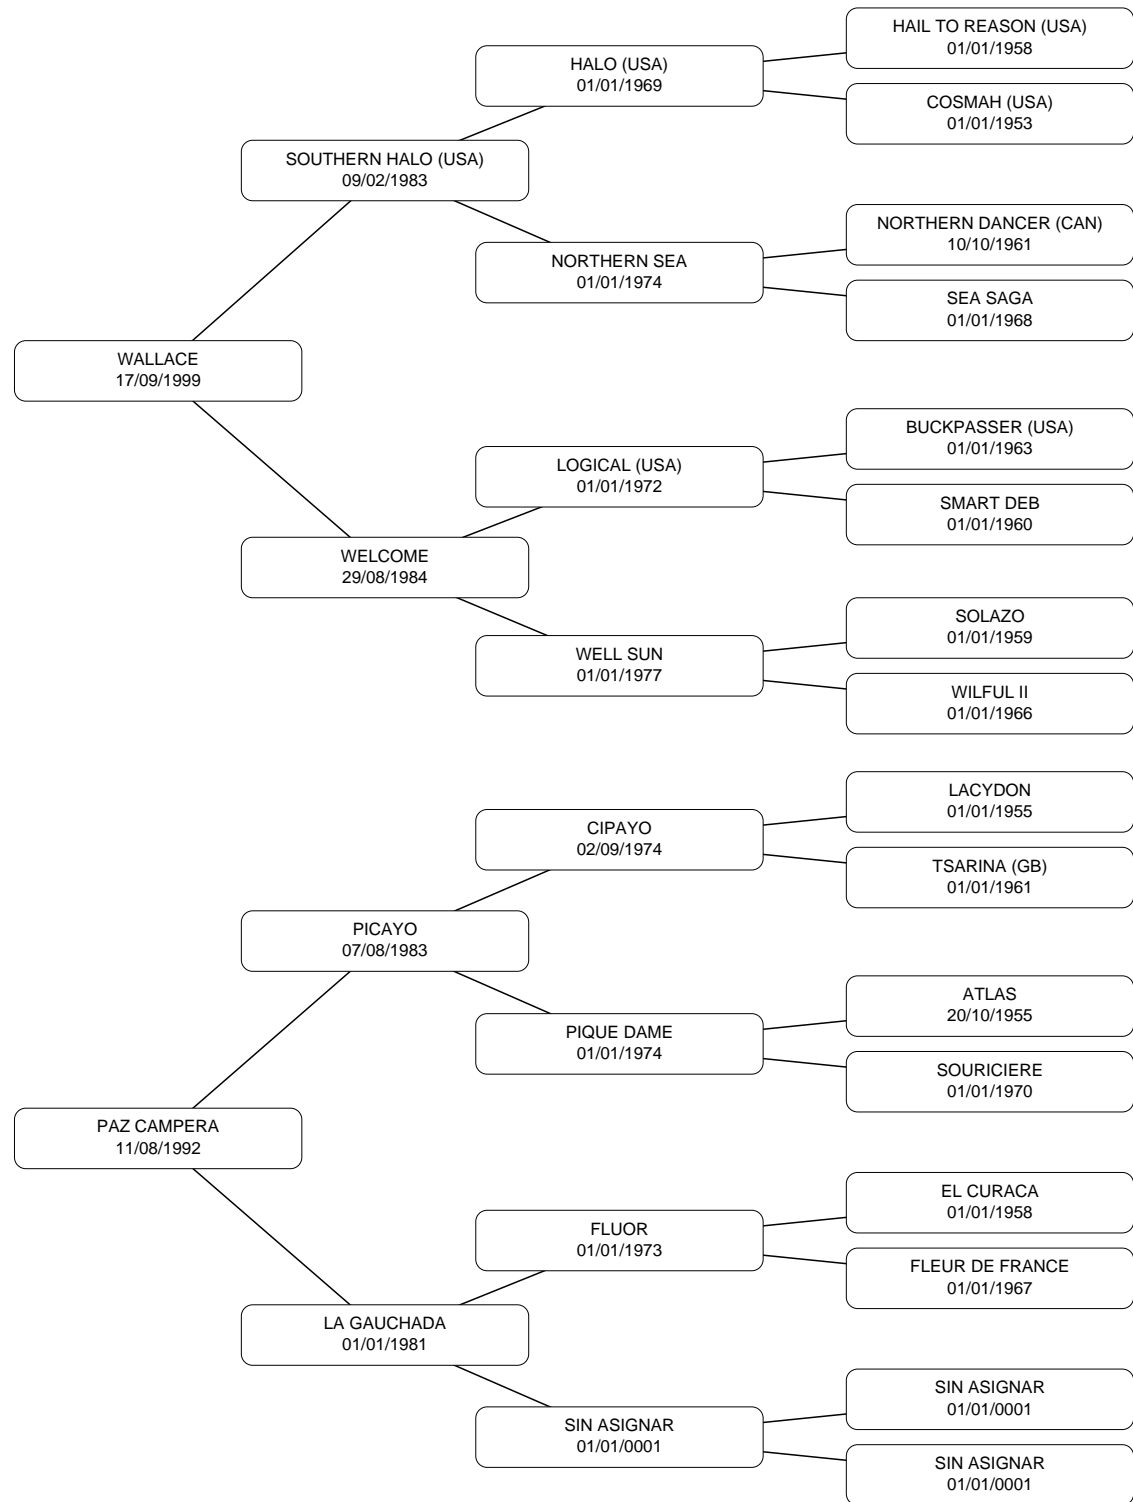 HAIL TO REASON (USA)
01/01/1958
HALO (USA)
01/01/1969
COSMAH (USA)
01/01/1953
SOUTHERN HALO (USA)
09/02/1983
NORTHERN DANCER (CAN)
10/10/1961
NORTHERN SEA
01/01/1974
SEA SAGA
01/01/1968
WALLACE
17/09/1999
BUCKPASSER (USA)
01/01/1963
LOGICAL (USA)
01/01/1972
SMART DEB
01/01/1960
WELCOME
29/08/1984
SOLAZO
01/01/1959
WELL SUN
01/01/1977
WILFUL II
01/01/1966
LACYDON
01/01/1955
CIPAYO
02/09/1974
TSARINA (GB)
01/01/1961
PICAYO
07/08/1983
ATLAS
20/10/1955
PIQUE DAME
01/01/1974
SOURICIERE
01/01/1970
PAZ CAMPERA
11/08/1992
EL CURACA
01/01/1958
FLUOR
01/01/1973
FLEUR DE FRANCE
01/01/1967
LA GAUCHADA
01/01/1981
SIN ASIGNAR
01/01/0001
SIN ASIGNAR
01/01/0001
SIN ASIGNAR
01/01/0001